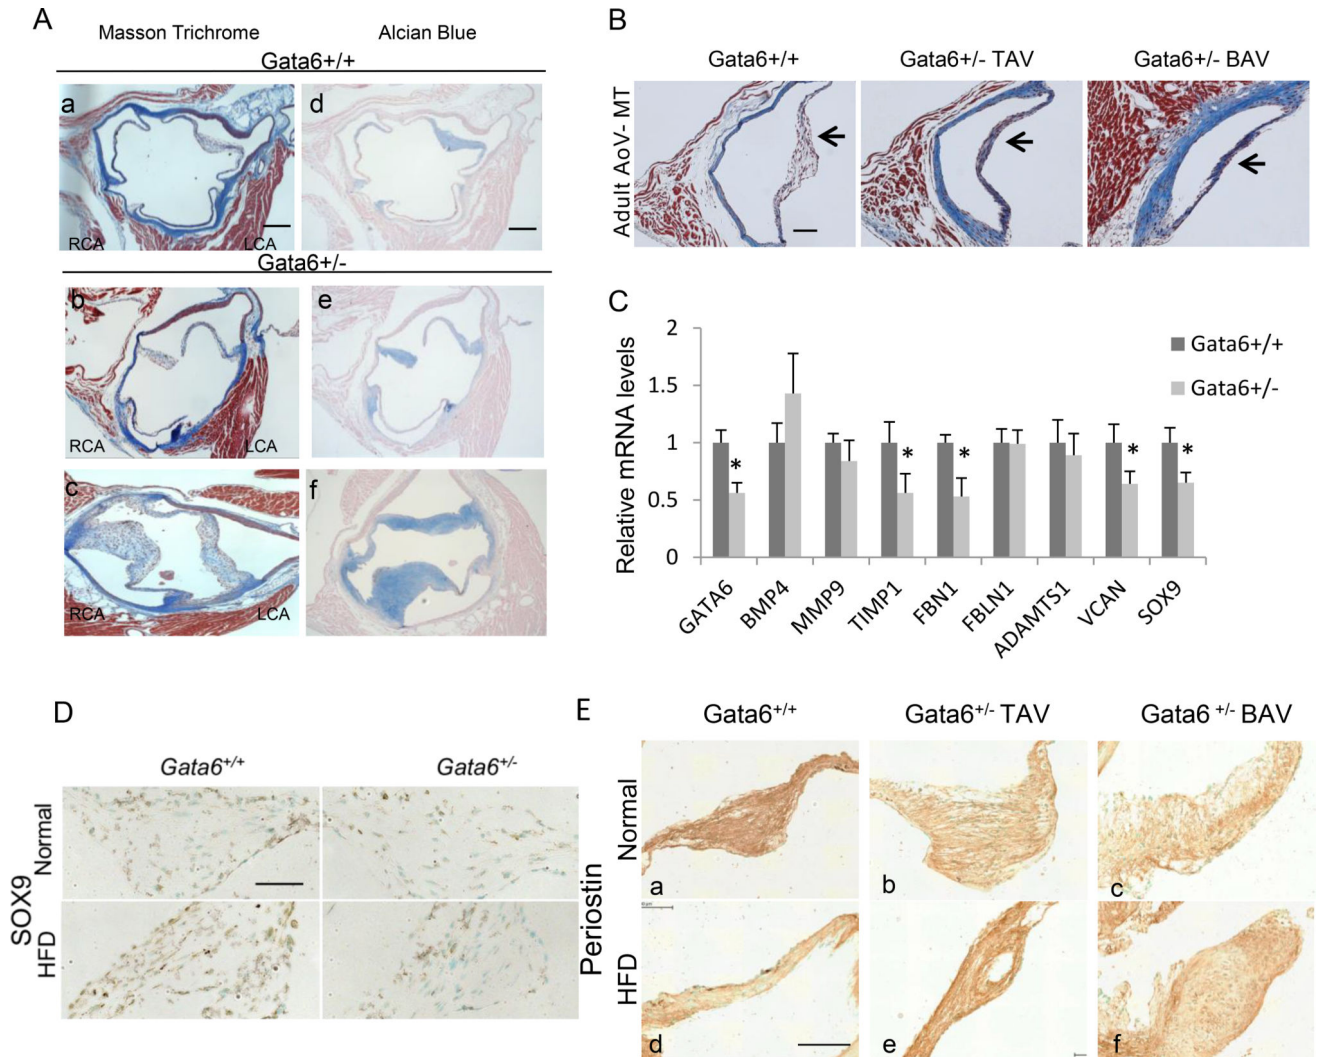 A
Masson Trichrome
Alcian Blue
Gata6+/+
a
d
RCA
LCA
Gata6+/-
b
e
RCA
LCA
c
f
RCA
LCA
B
Gata6+/+
Gata6+/- TAV
Gata6+/- BAV
Adult AoV- MT
C
Relative mRNA levels
2
1.5
1
0.5
0
Gata6+/+
Gata6+/-
*
*
*
*
*
GATA6
BMP4
MMP9
TIMP1
FBN1
FBLN1
ADAMTS1
VCAN
SOX9
D
Gata6+/+
Gata6+/-
SOX9
Normal
HFD
E
Gata6+/+
Gata6+/- TAV
Gata6 +/- BAV
Periostin
Normal
HFD
a
b
c
d
e
f